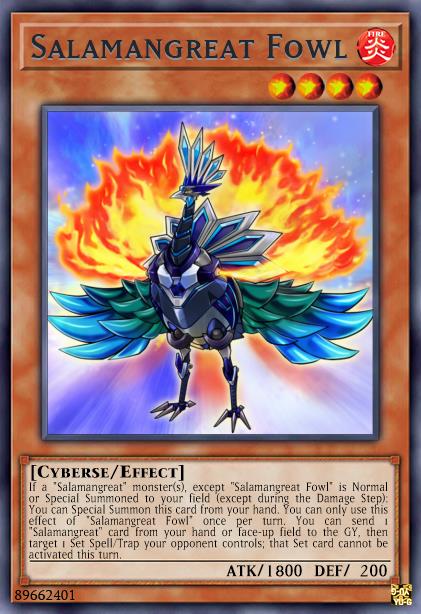 SALAMANGREAT FOWL
FIRE
炎
[CYBERSE/EFFECT]
If a "Salamangreat" monster(s), except "Salamangreat Fowl" is Normal
or Special Summoned to your field (except during the Damage Step):
You can Special Summon this card from your hand. You can only use this
effect of "Salamangreat Fowl" once per turn. You can send 1
"Salamangreat" card from your hand or face-up field to the GY, then
target 1 Set Spell/Trap your opponent controls; that Set card cannot be
activated this turn.
ATK/1800 DEF/ 200
89662401